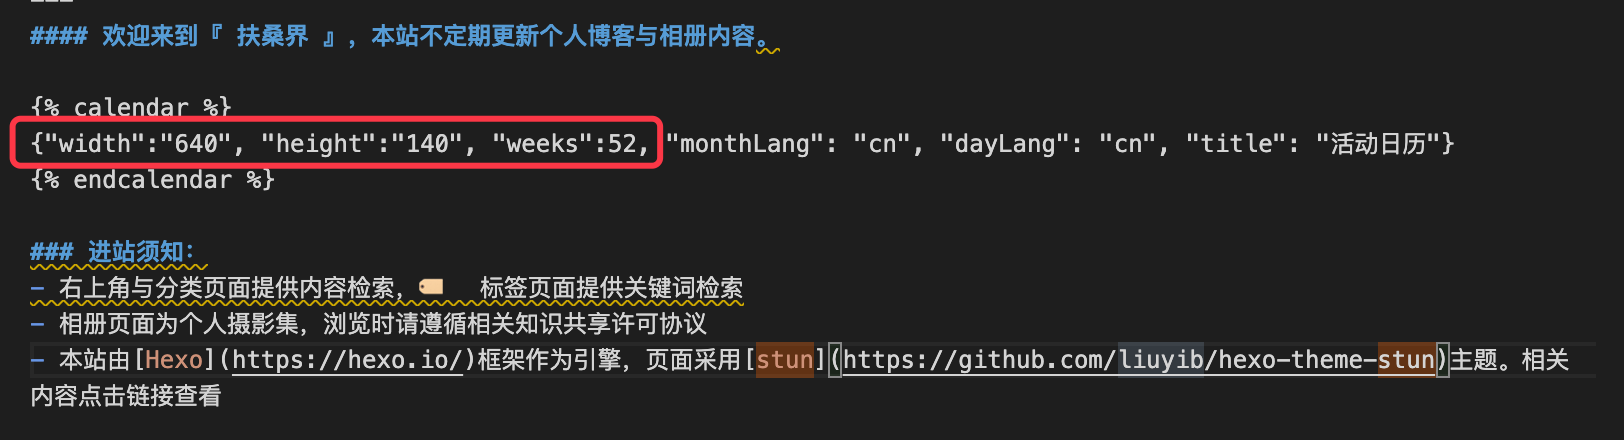 #### 欢迎来到『 扶桑界 』，本站不定期更新个人博客与相册内容。
{% calendar %}
{"width":"640", "height":"140", "weeks":52, "monthLang": "cn", "dayLang": "cn", "title": "活动日历"}
{% endcalendar %}
### 进站须知：
- 右上角与分类页面提供内容检索，🏷 标签页面提供关键词检索
- 相册页面为个人摄影集，浏览时请遵循相关知识共享许可协议
- 本站由[Hexo](https://hexo.io/)框架作为引擎，页面采用[stun](https://github.com/liuyib/hexo-theme-stun)主题。相关
内容点击链接查看